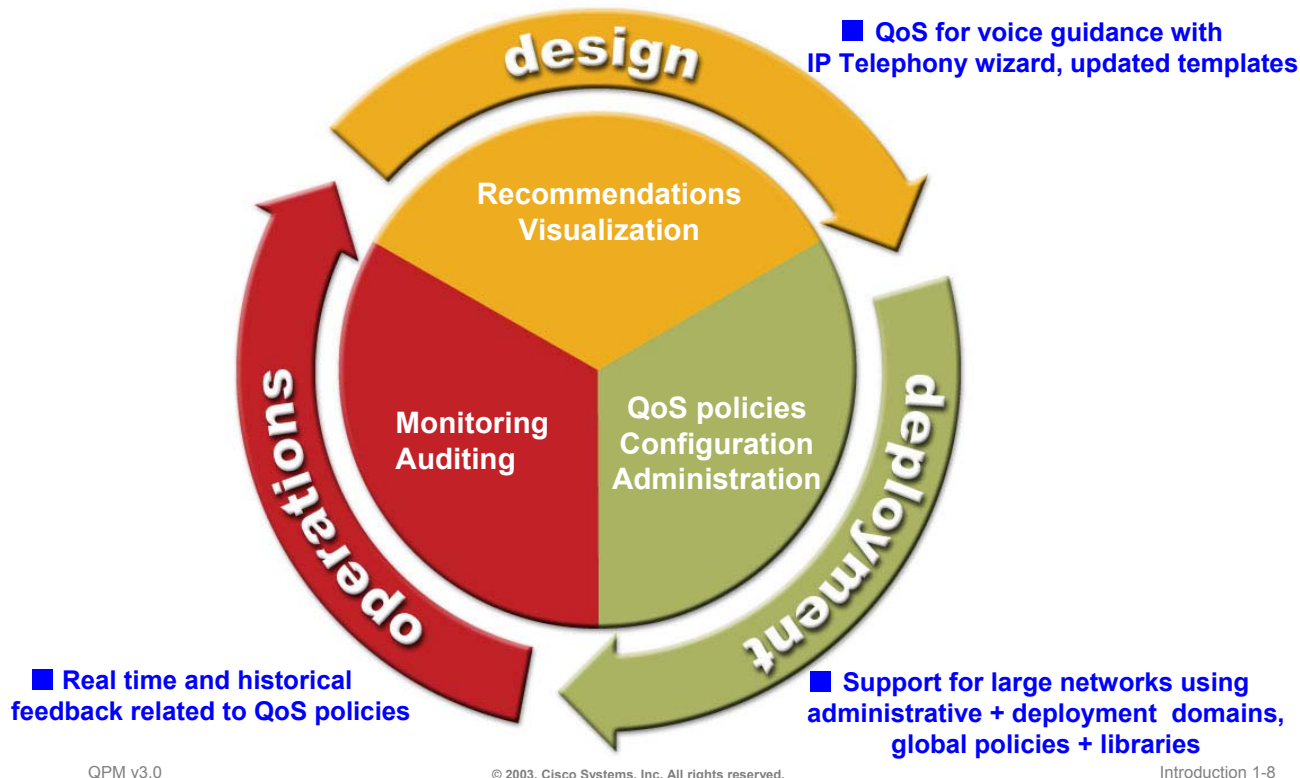 design
■ QoS for voice guidance with
IP Telephony wizard, updated templates
Recommendations
Visualization
Monitoring
Auditing
QoS policies
Configuration
Administration
operations
deployment
■ Real time and historical
feedback related to QoS policies
■ Support for large networks using
administrative + deployment domains,
global policies + libraries
QPM v3.0
© 2003, Cisco Systems, Inc. All rights reserved.
Introduction 1-8